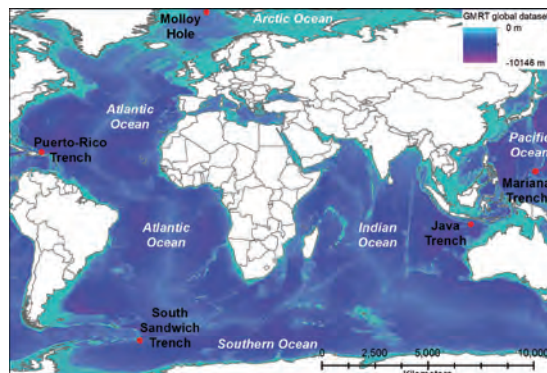 Molloy
Hole
Arctic Ocean
GMRT global dataset
0 m
-10146 m
Atlantic
Ocean
Puerto-Rico
Trench
Pacific
Ocean
Mariana
Trench
Atlantic
Ocean
Indian
Ocean
Java
Trench
South
Sandwich
Trench
Southern Ocean
0 2,500 5,000 10,000
Kilometers